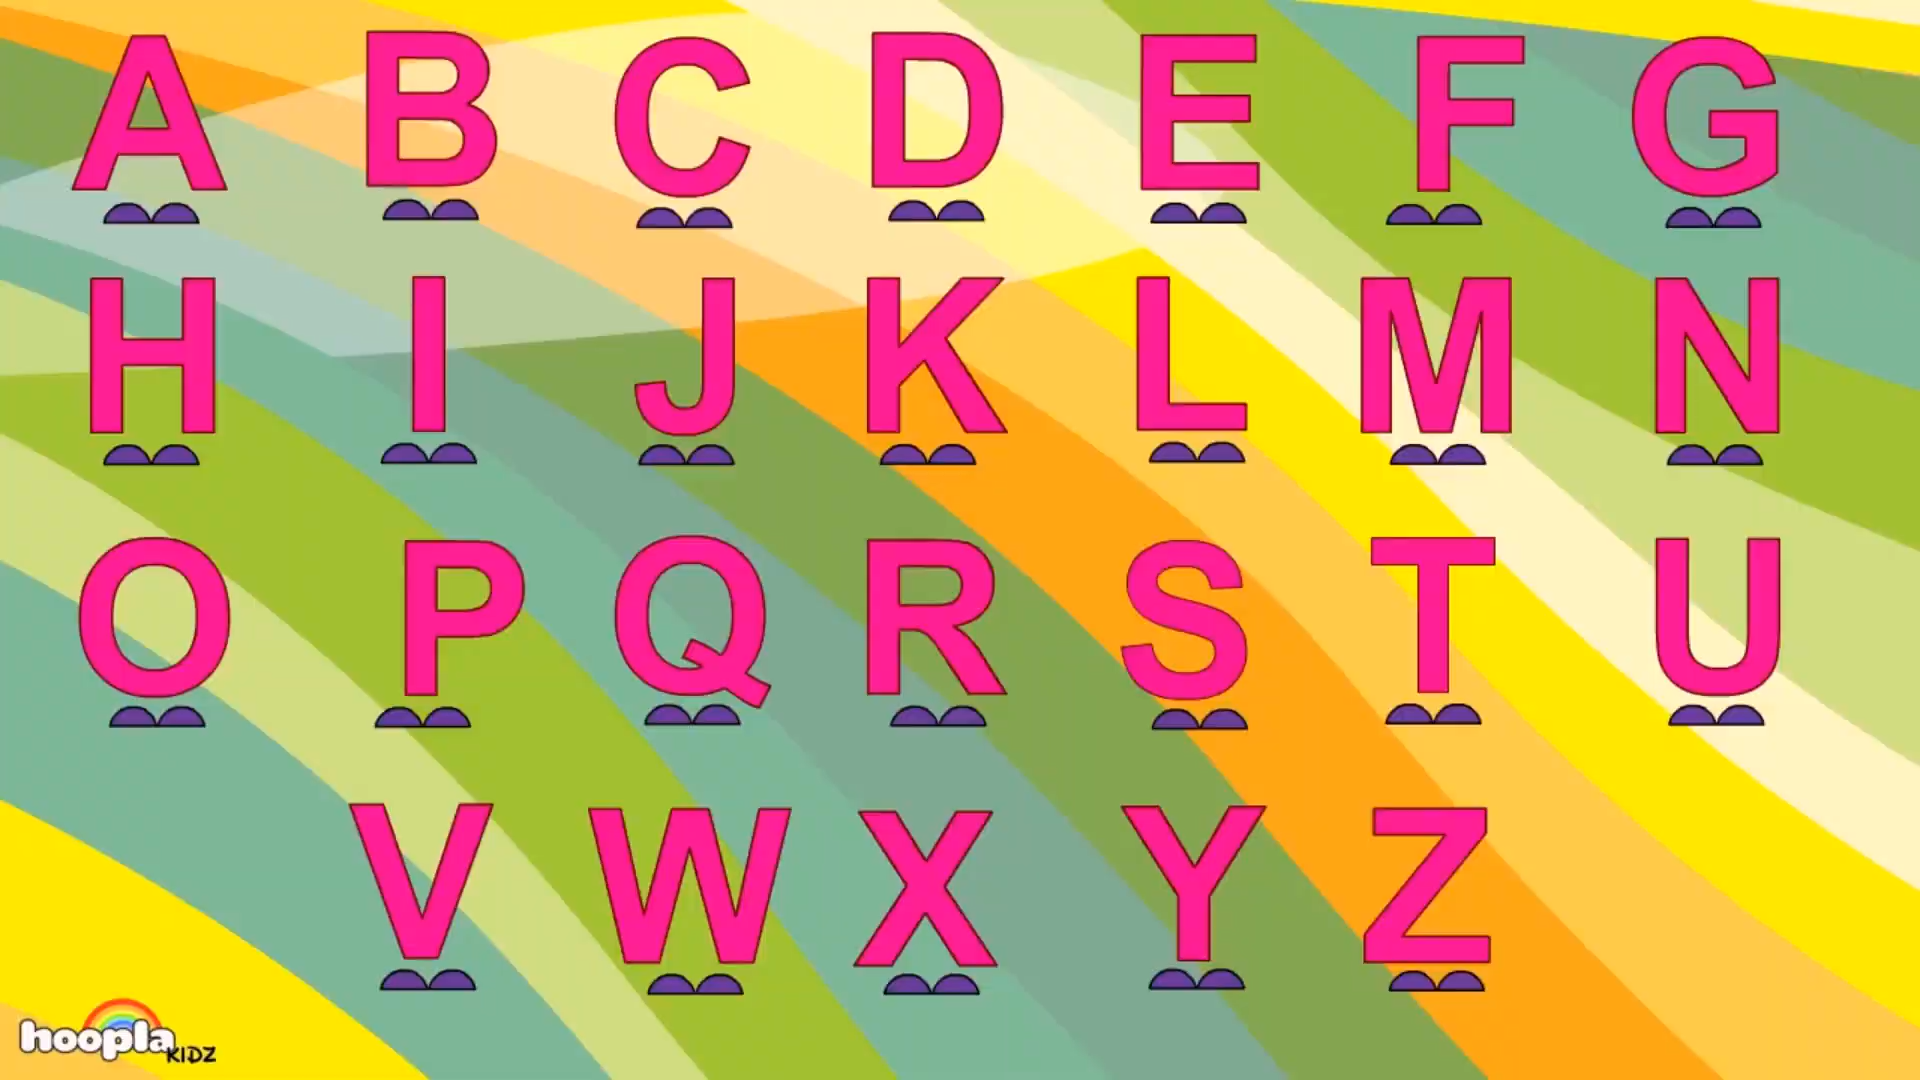 A B C D E F G
H I J K L M N
O P Q R S T U
V W X Y Z
hoopla
KIDZ